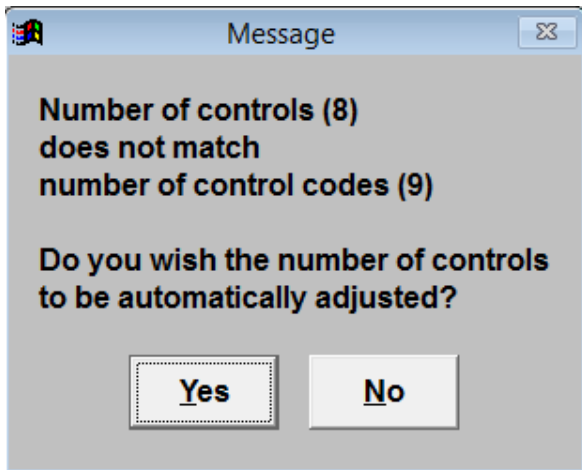 Message
Number of controls (8)
does not match
number of control codes (9)
Do you wish the number of controls
to be automatically adjusted?
Yes
No